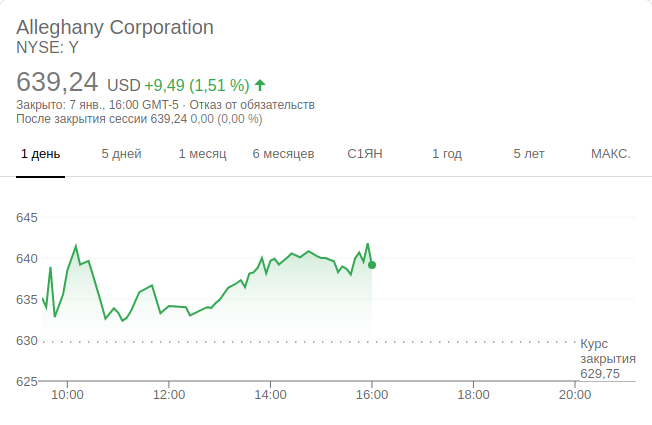 Alleghany Corporation
NYSE: Y
639,24 USD +9,49 (1,51 %)
Закрыто: 7 янв., 16:00 GMT-5 · Отказ от обязательств
После закрытия сессии 639,24 0,00 (0,00 %)
1 день 5 дней 1 месяц 6 месяцев С1ЯН 1 год 5 лет МАКС.
645
640
635
630
Курс
закрытия
629,75
625
10:00 12:00 14:00 16:00 18:00 20:00